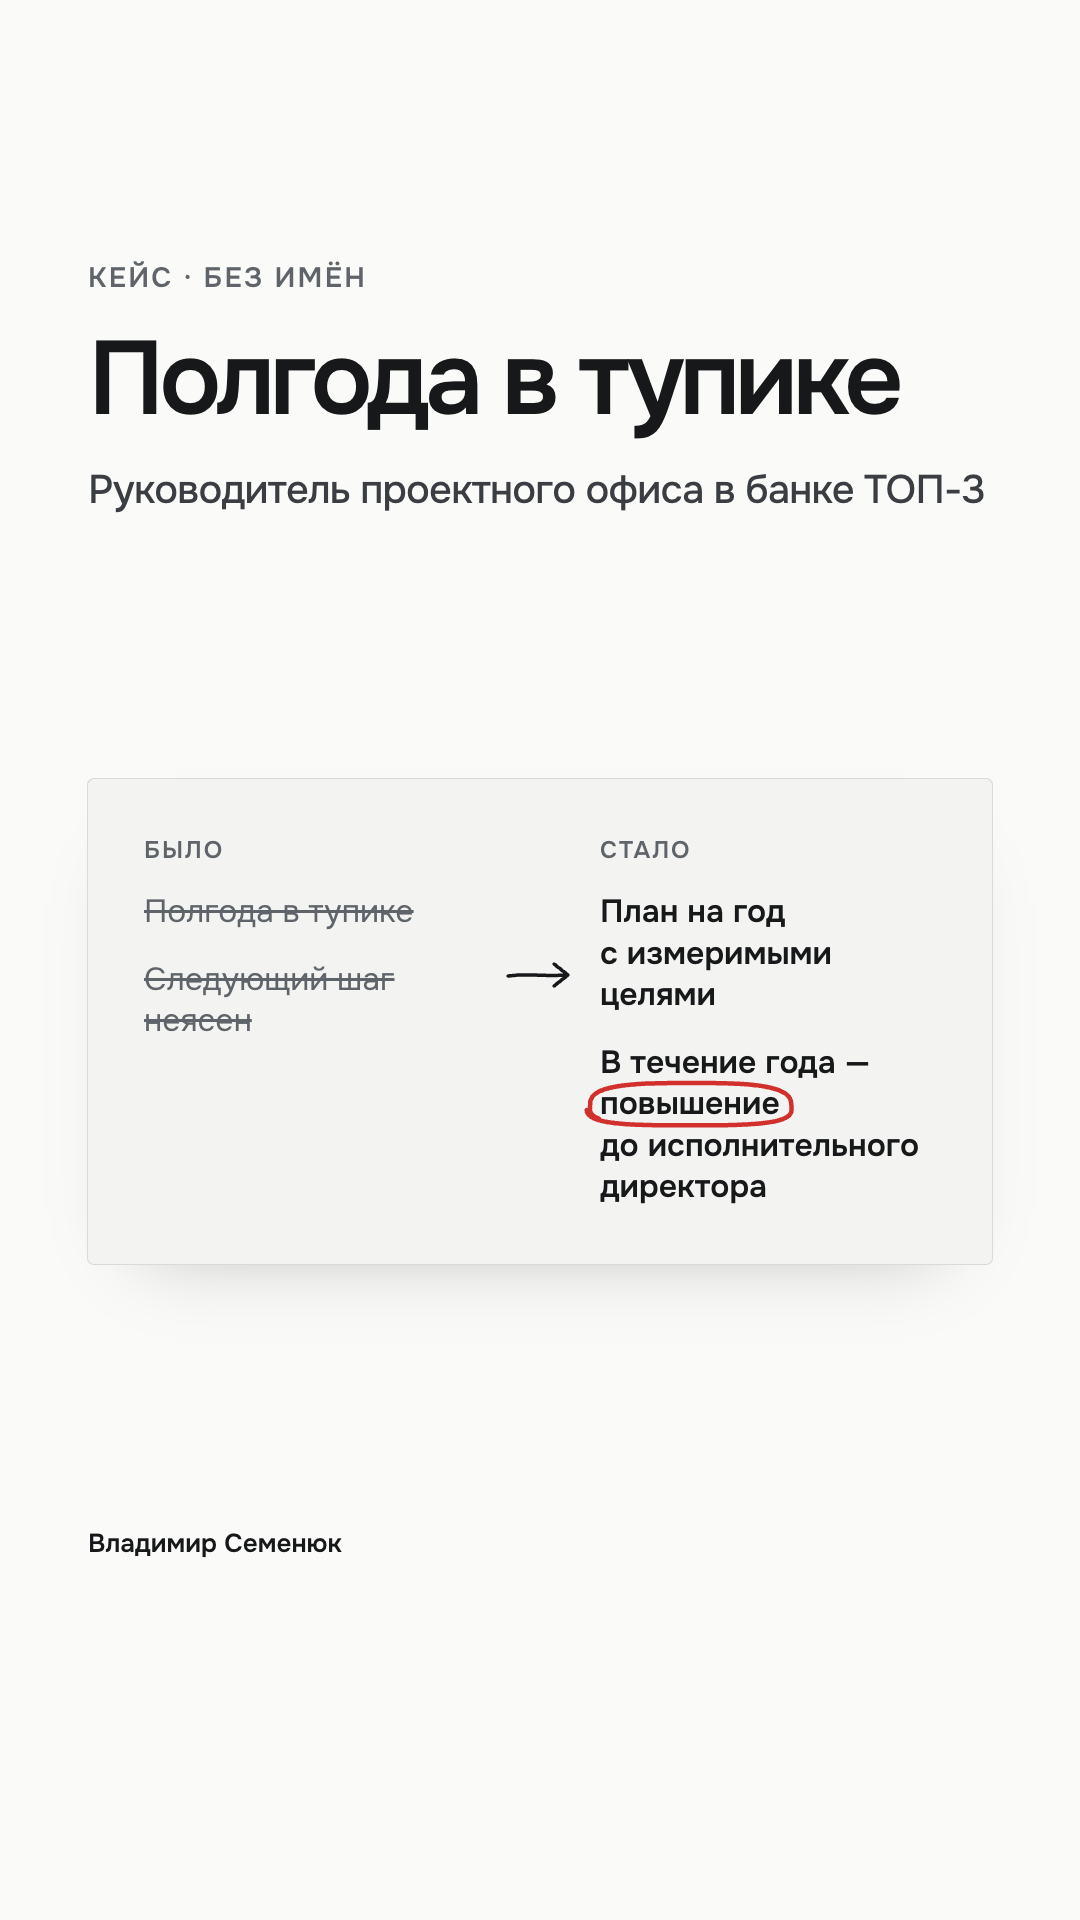 КЕЙС · БЕЗ ИМЁН
Полгода в тупике
Руководитель проектного офиса в банке ТОП-3
БЫЛО
Полгода в тупике
Следующий шаг
неясен
СТАЛО
План на год
с измеримыми
целями
В течение года —
повышение
до исполнительного
директора
Владимир Семенюк